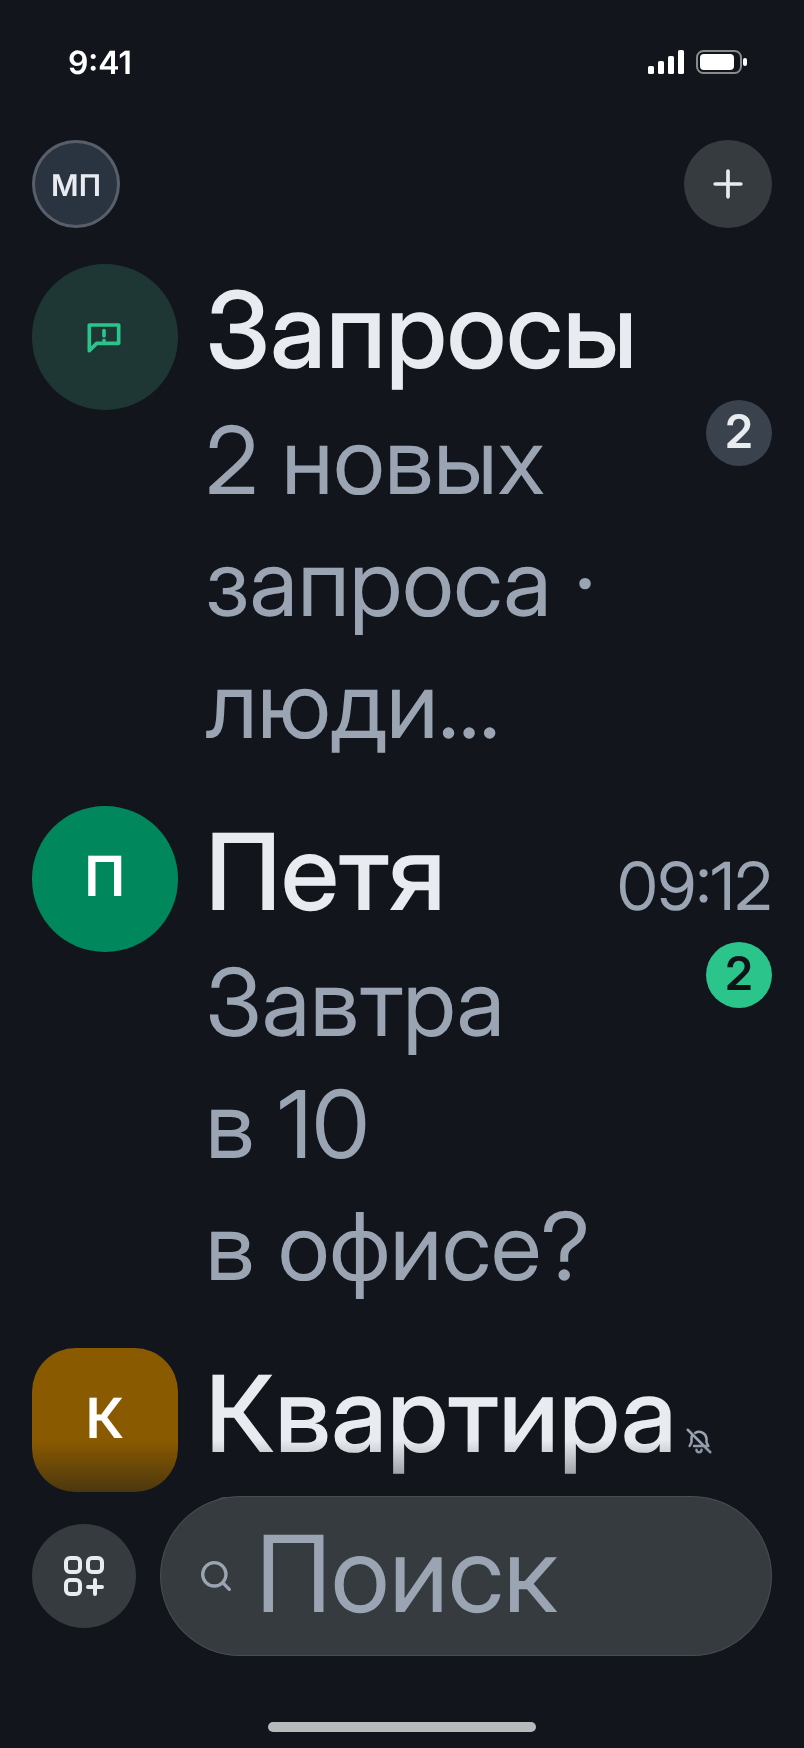 9:41
МП
Запросы
2 новых
2
запроса ·
люди...
П
Петя
09:12
Завтра
2
в 10
в офисе?
К
Квартира
Поиск